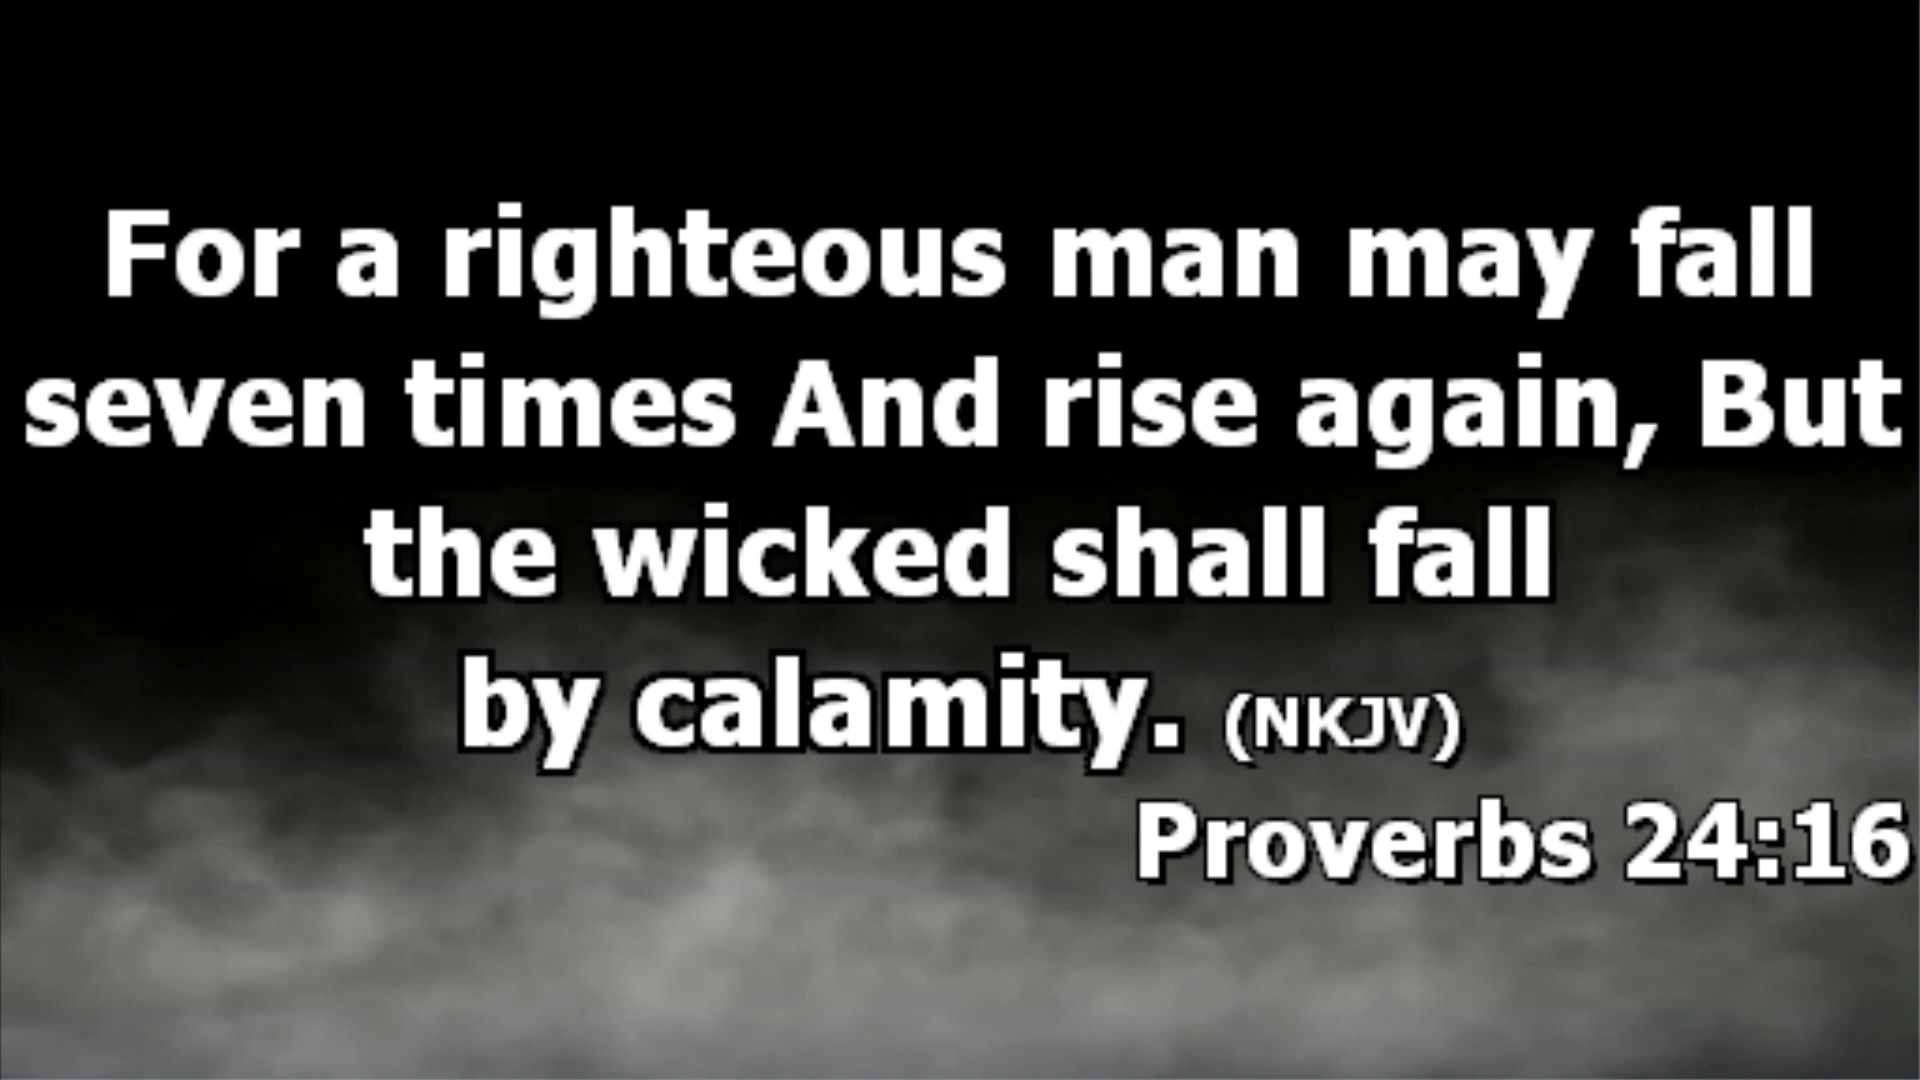 For a righteous man may fall
seven times And rise again, But
the wicked shall fall
by calamity. (NKJV)
Proverbs 24:16